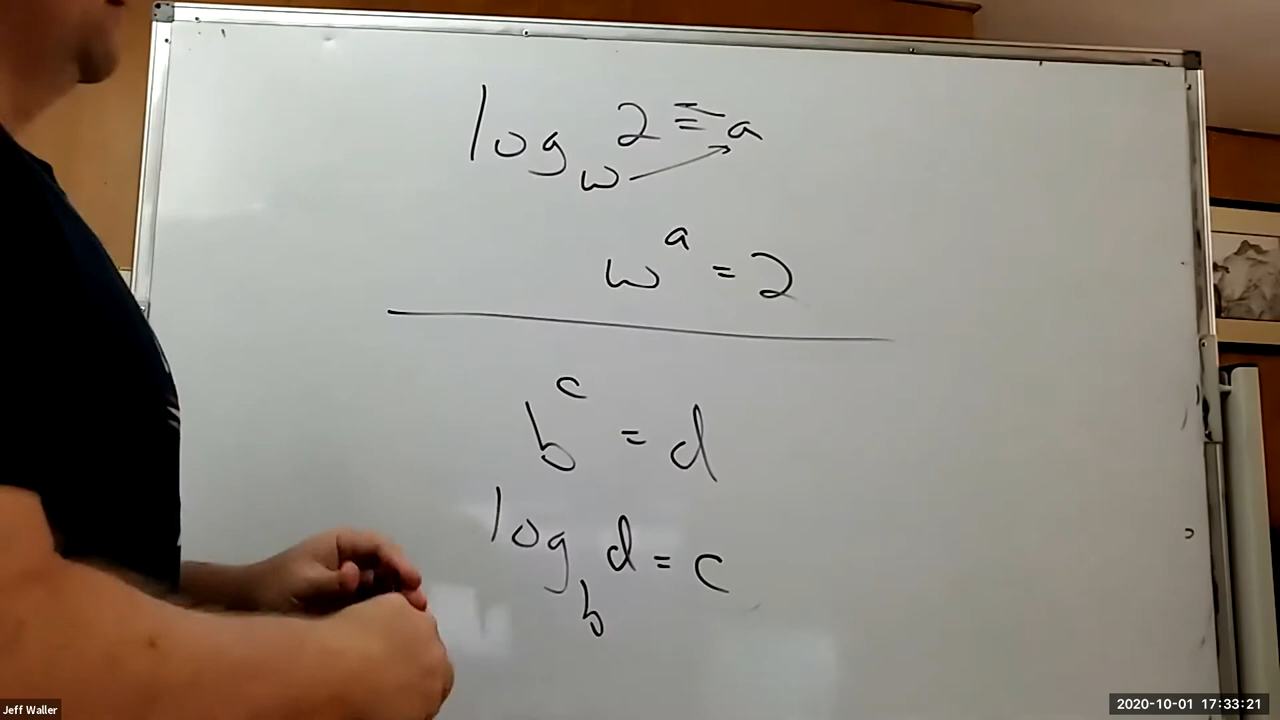 log_w 2 = a
w^a = 2
b^c = d
log_b d = c
Jeff Waller
2020-10-01 17:33:21